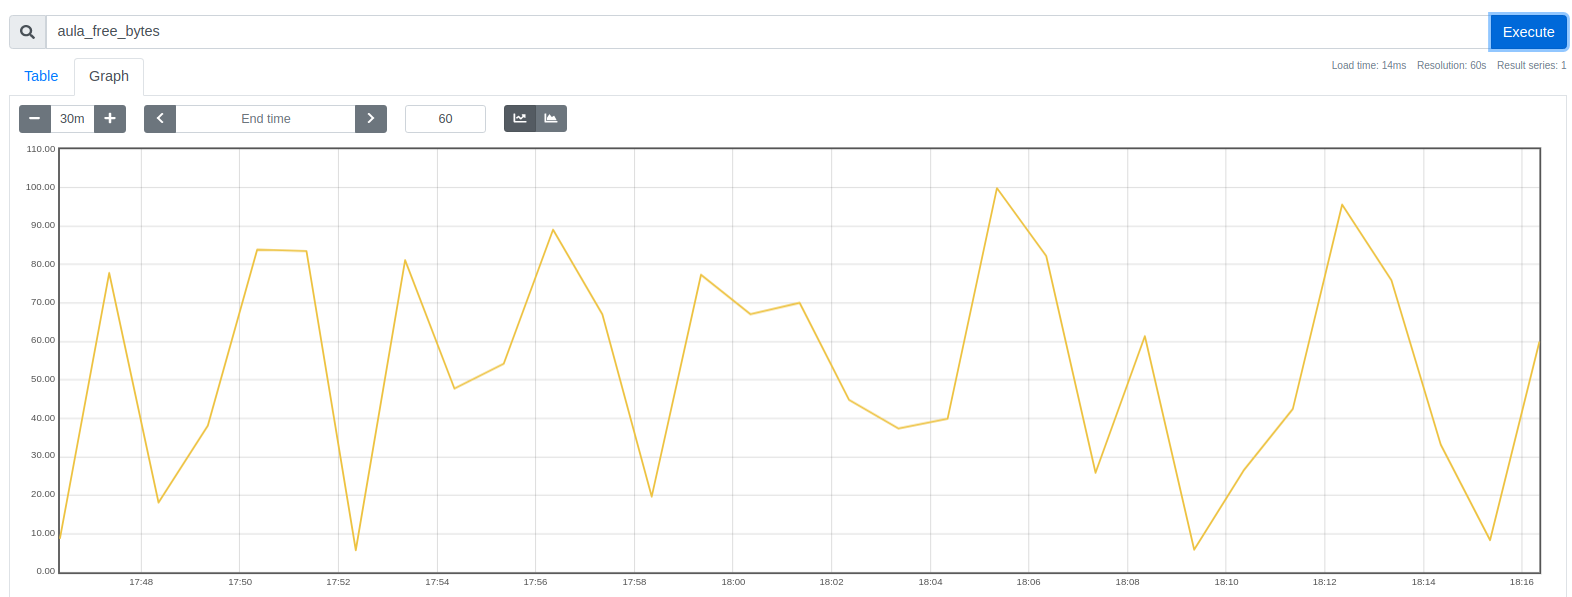 aula_free_bytes
Execute
Load time: 14ms Resolution: 60s Result series: 1
Table Graph
30m End time 60
110.00
100.00
90.00
80.00
70.00
60.00
50.00
40.00
30.00
20.00
10.00
0.00
17:48 17:50 17:52 17:54 17:56 17:58 18:00 18:02 18:04 18:06 18:08 18:10 18:12 18:14 18:16